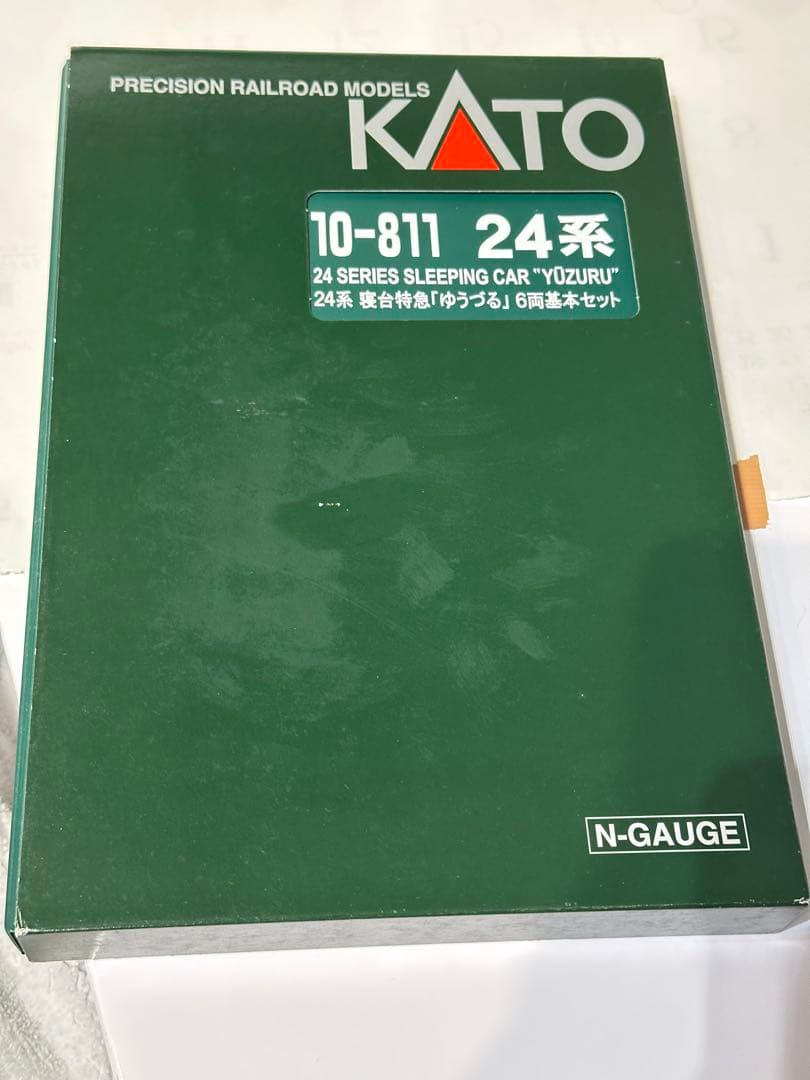 PRECISION RAILROAD MODELS
KATO
10-811 24系
24 SERIES SLEEPING CAR "YŪZURU"
24系 寝台特急「ゆうづる」 6両基本セット
N-GAUGE